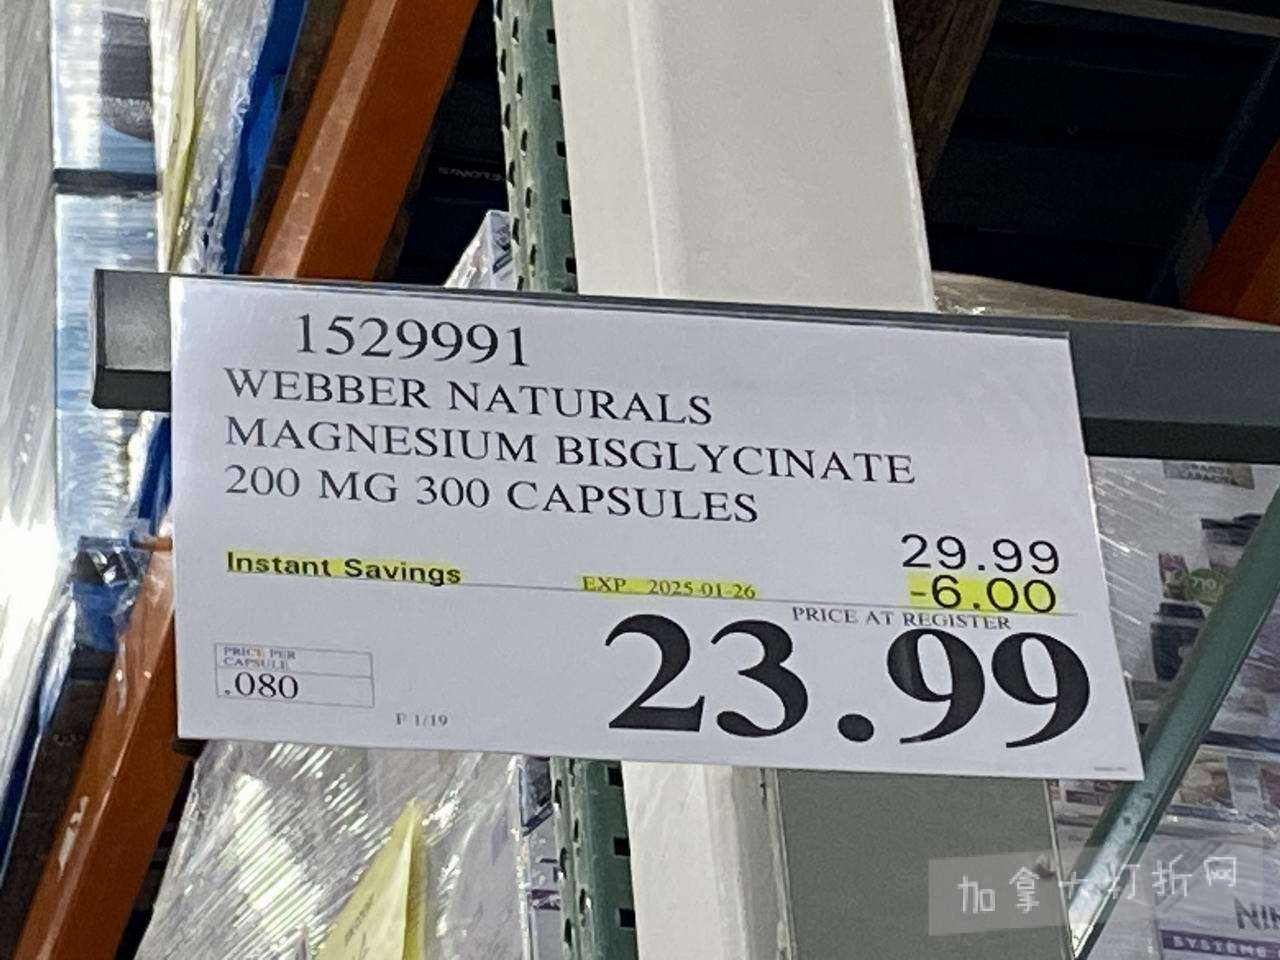 1529991
WEBBER NATURALS
MAGNESIUM BISGLYCINATE
200 MG 300 CAPSULES
29.99
Instant Savings EXP. 2025-01-26 -6.00
PRICE AT REGISTER
23.99
PRICE PER
CAPSULE
.080
P 1/19
加拿大打折网
SYSTÈME